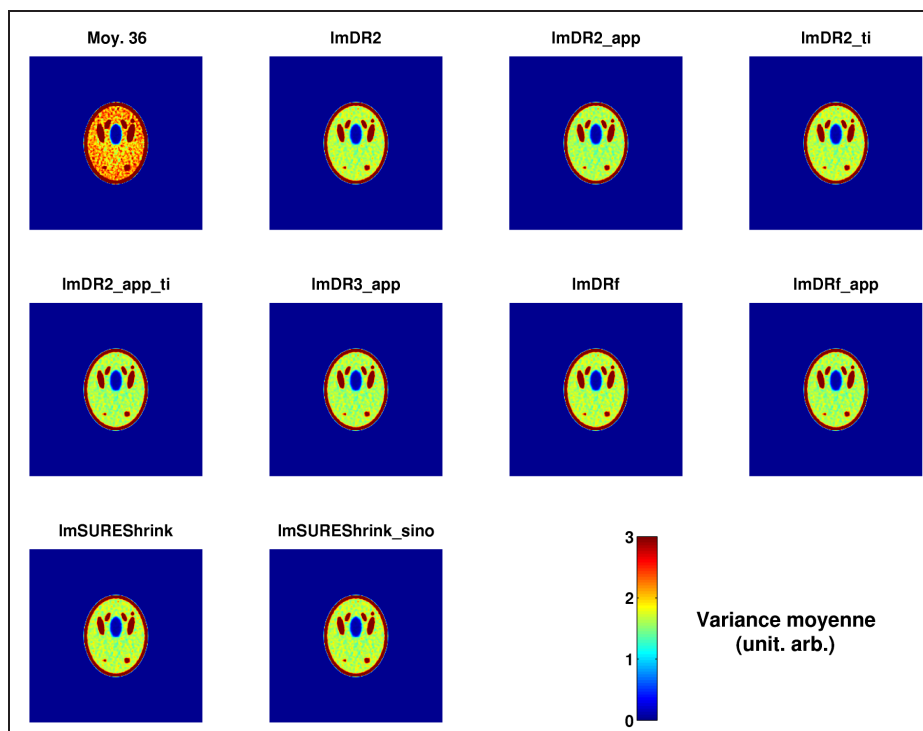 Moy. 36
ImDR2
ImDR2_app
ImDR2_ti
ImDR2_app_ti
ImDR3_app
ImDRf
ImDRf_app
ImSUREShrink
ImSUREShrink_sino
3
2
1
0
Variance moyenne
(unit. arb.)